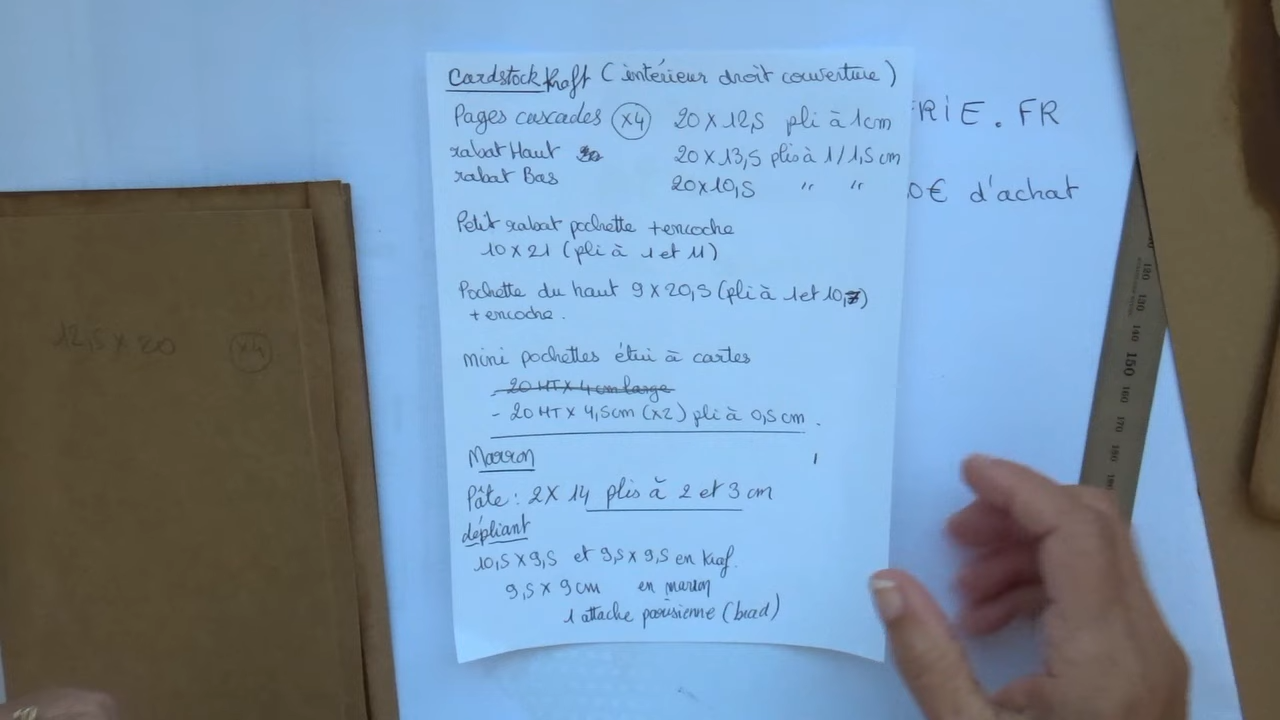 Cardstock Kraft (intérieur droit couverture)
Pages cascades x4 20 x 12,5 pli à 1cm
rabat Haut 20 x 13,5 plis à 1/1,5 cm
rabat Bas 20 x 10,5 " "
Petit rabat pochette + encoche
10 x 21 (pli à 1 et 11)
Pochette du haut 9 x 20,5 (pli à 1 et 10,7)
+ encoche.
mini pochettes étui à cartes
- 20 HT x 4 cm large
- 20 HT x 4,5cm (x2) pli à 0,5 cm.
Marron
Pâte : 2 x 14 plis à 2 et 3 cm
dépliant
10,5 x 9,5 et 9,5 x 9,5 en Kraf.
9,5 x 9 cm en marron
1 attache parisienne (brad)
RIE.FR
0€ d'achat
12,5 x 20 x4
120
130
140
150
160
170
180